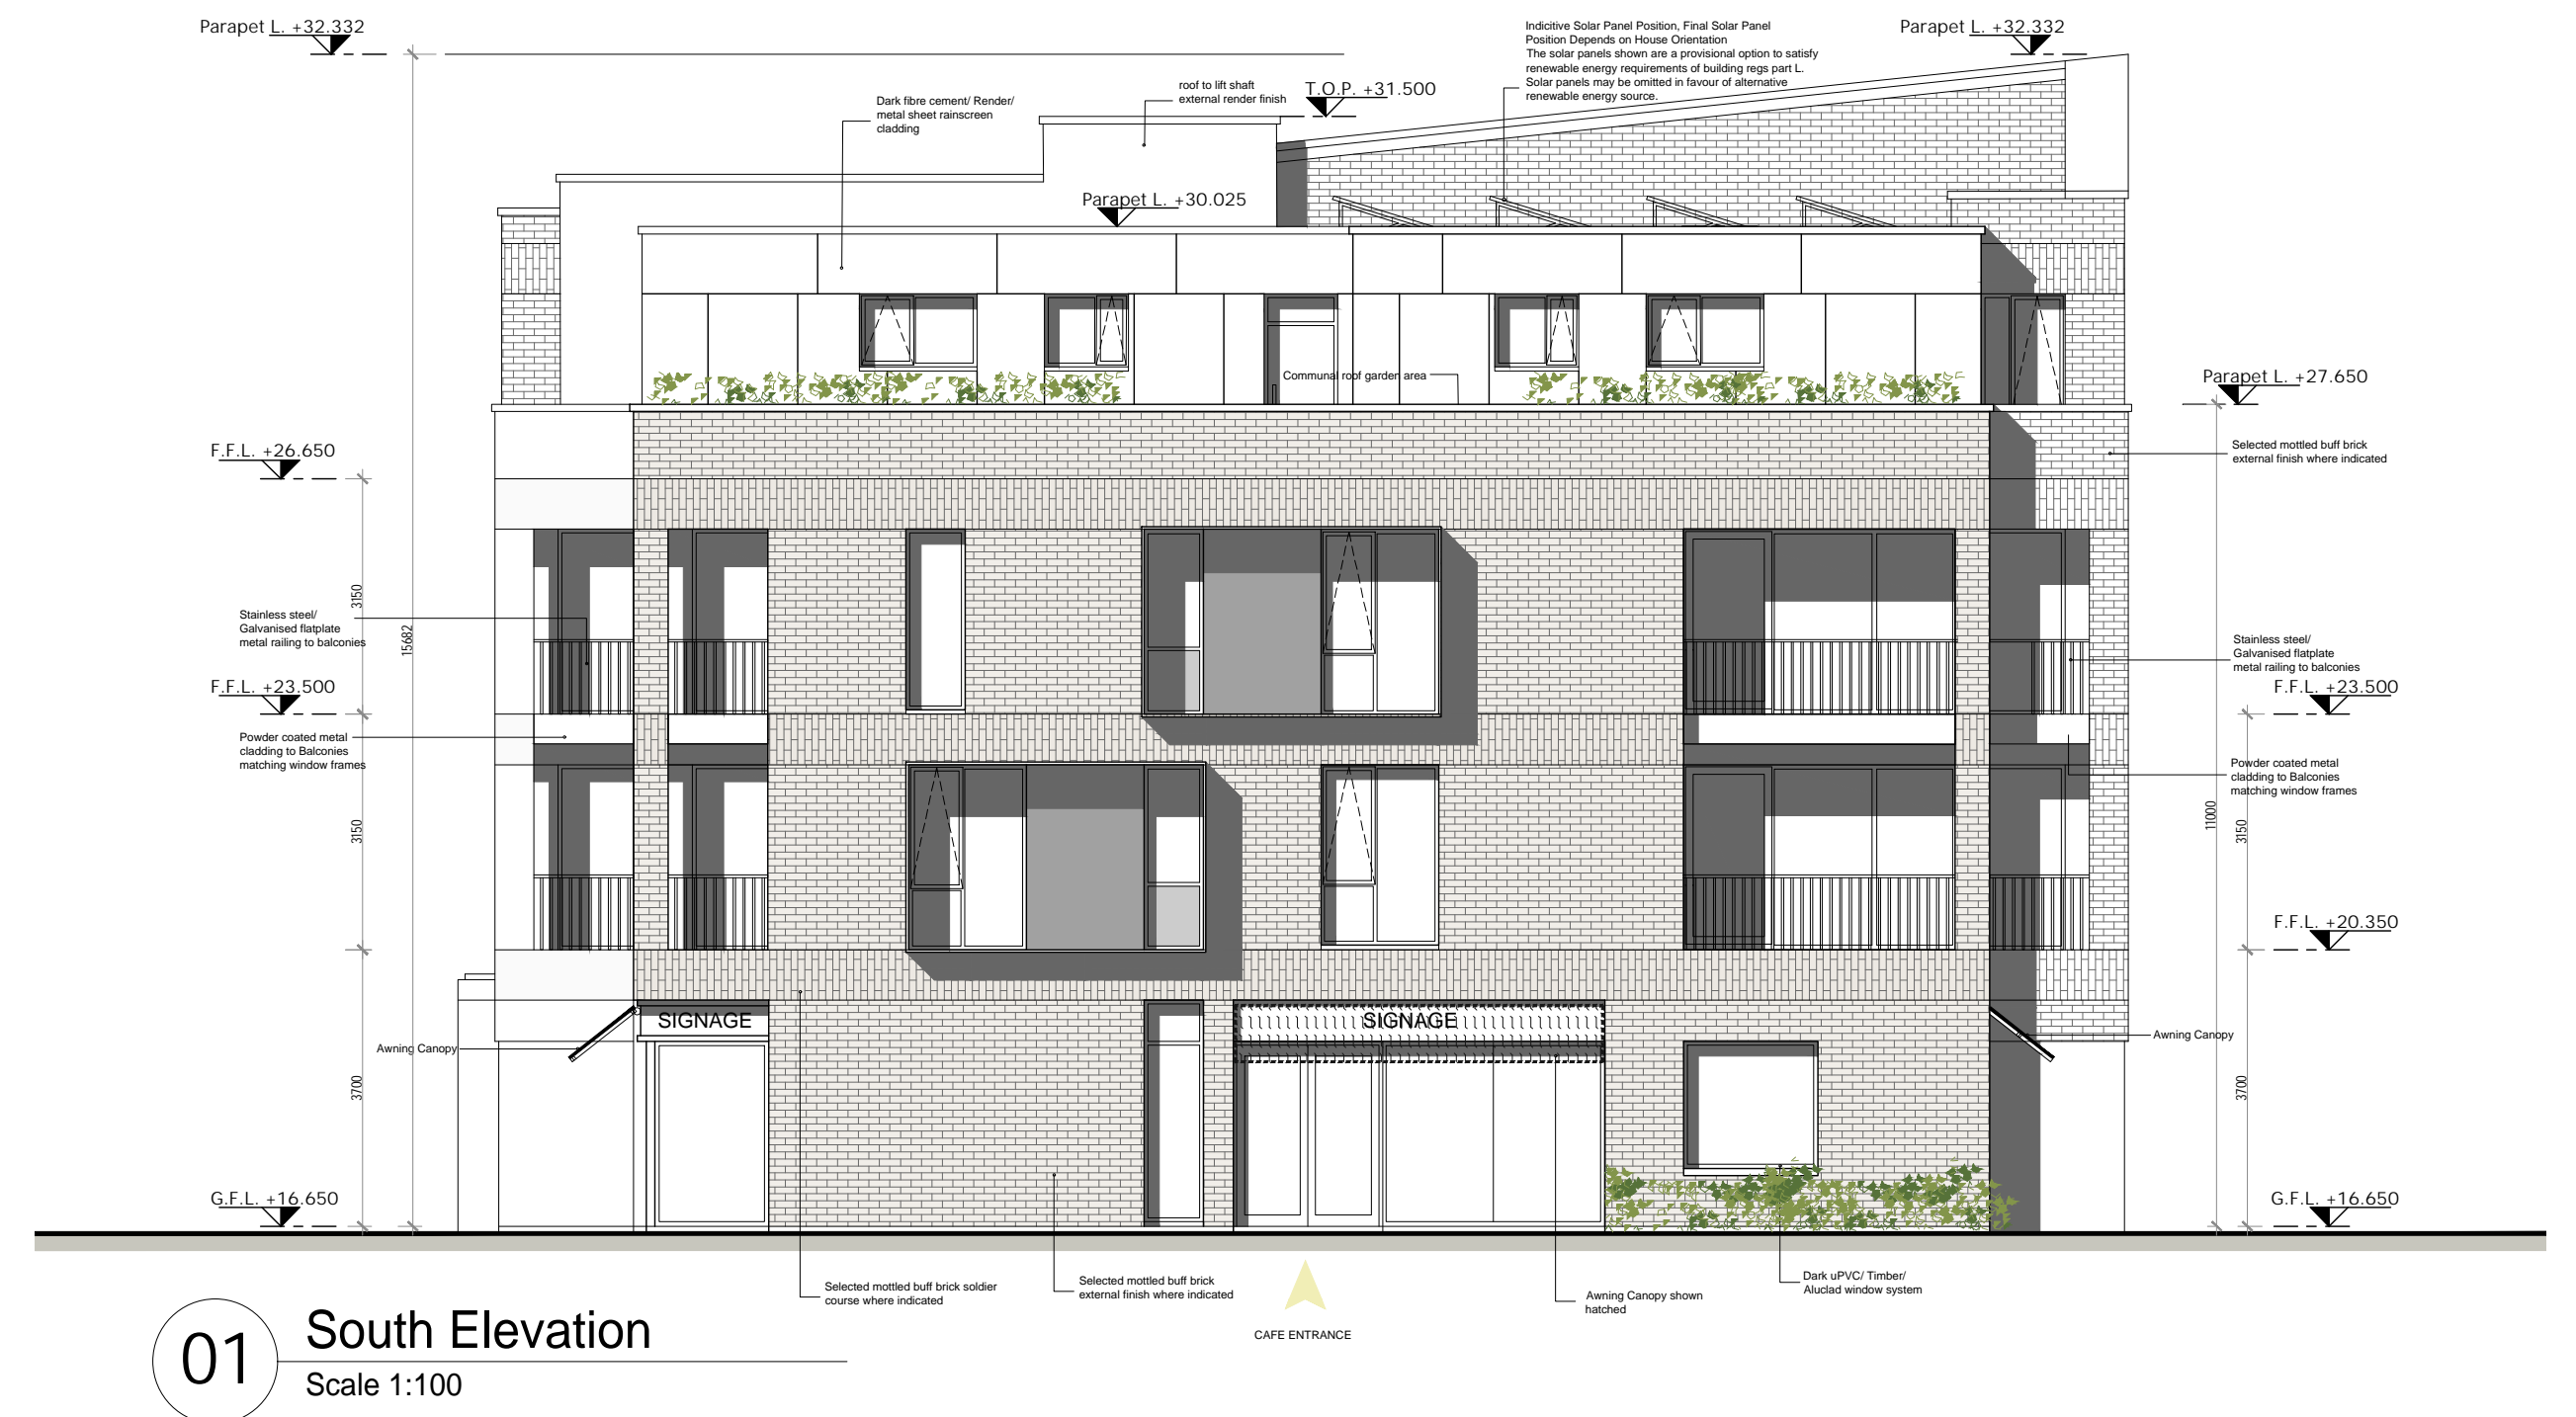 Parapet L. +32.332
Indicitive Solar Panel Position, Final Solar Panel
Position Depends on House Orientation
The solar panels shown are a provisional option to satisfy
renewable energy requirements of building regs part L.
Solar panels may be omitted in favour of alternative
renewable energy source.
Parapet L. +32.332
roof to lift shaft
external render finish
T.O.P. +31.500
Dark fibre cement/ Render/
metal sheet rainscreen
cladding
Parapet L. +30.025
Communal roof garden area
Parapet L. +27.650
F.F.L. +26.650
Selected mottled buff brick
external finish where indicated
3150
15682
Stainless steel/
Galvanised flatplate
metal railing to balconies
Stainless steel/
Galvanised flatplate
metal railing to balconies
F.F.L. +23.500
F.F.L. +23.500
Powder coated metal
cladding to Balconies
matching window frames
Powder coated metal
cladding to Balconies
matching window frames
3150
11000
3150
F.F.L. +20.350
SIGNAGE
SIGNAGE
Awning Canopy
Awning Canopy
3700
3700
G.F.L. +16.650
G.F.L. +16.650
Selected mottled buff brick soldier
course where indicated
Selected mottled buff brick
external finish where indicated
Awning Canopy shown
hatched
Dark uPVC/ Timber/
Aluclad window system
CAFE ENTRANCE
01
South Elevation
Scale 1:100